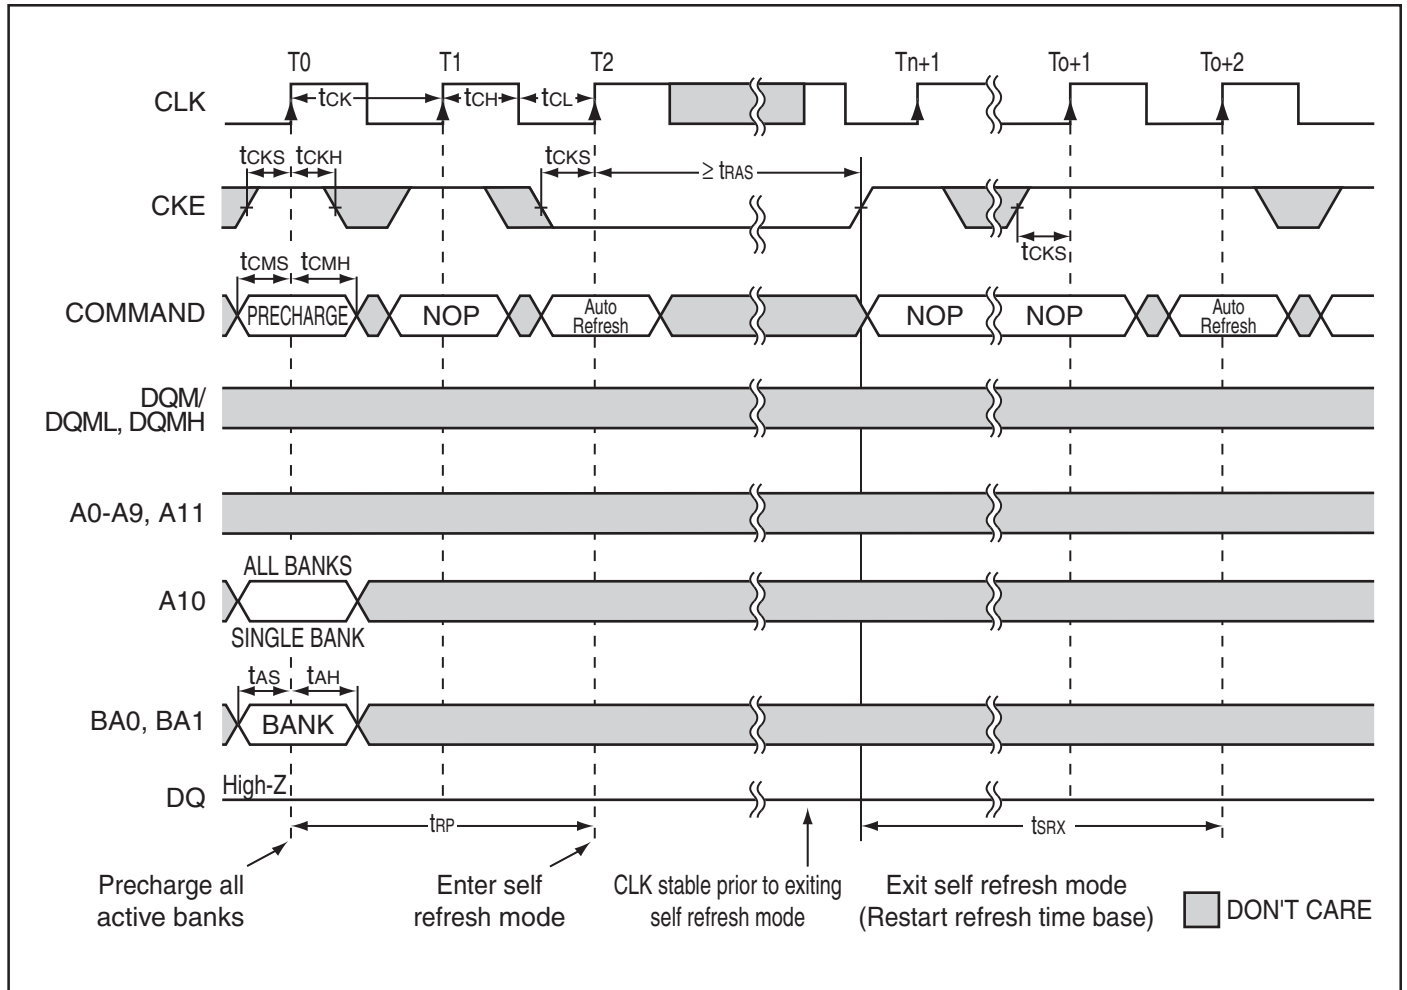 T0 T1 T2 Tn+1 To+1 To+2
CLK
tCK tCH tCL
tCKS tCKH tCKS ≥ tRAS
CKE
tCKS
tCMS tCMH
COMMAND PRECHARGE NOP Auto Refresh NOP NOP Auto Refresh
DQM/
DQML, DQMH
A0-A9, A11
ALL BANKS
A10
SINGLE BANK
tAS tAH
BA0, BA1 BANK
High-Z
DQ
tRP tSRX
Precharge all
active banks
Enter self
refresh mode
CLK stable prior to exiting
self refresh mode
Exit self refresh mode
(Restart refresh time base)
DON'T CARE